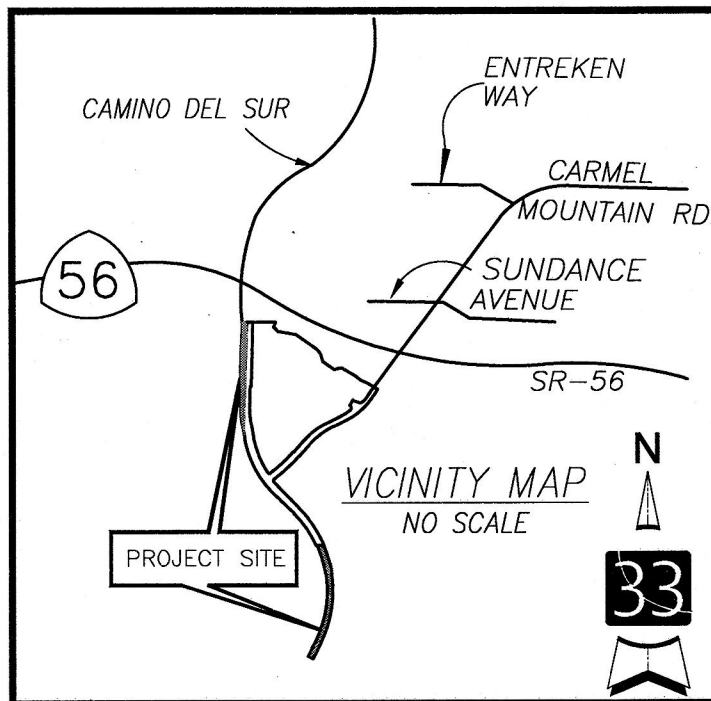 ENTREKEN
WAY
CAMINO DEL SUR
CARMEL
MOUNTAIN RD.
56
SUNDANCE
AVENUE
SR-56
N
VICINITY MAP
NO SCALE
PROJECT SITE
33